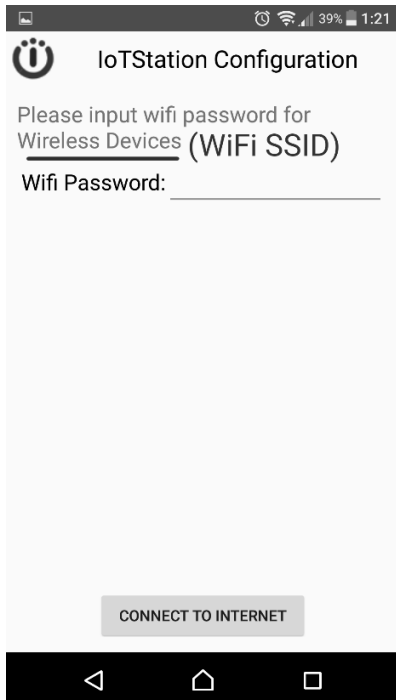 39% 1:21
IoTStation Configuration
Please input wifi password for
Wireless Devices (WiFi SSID)
Wifi Password:
CONNECT TO INTERNET